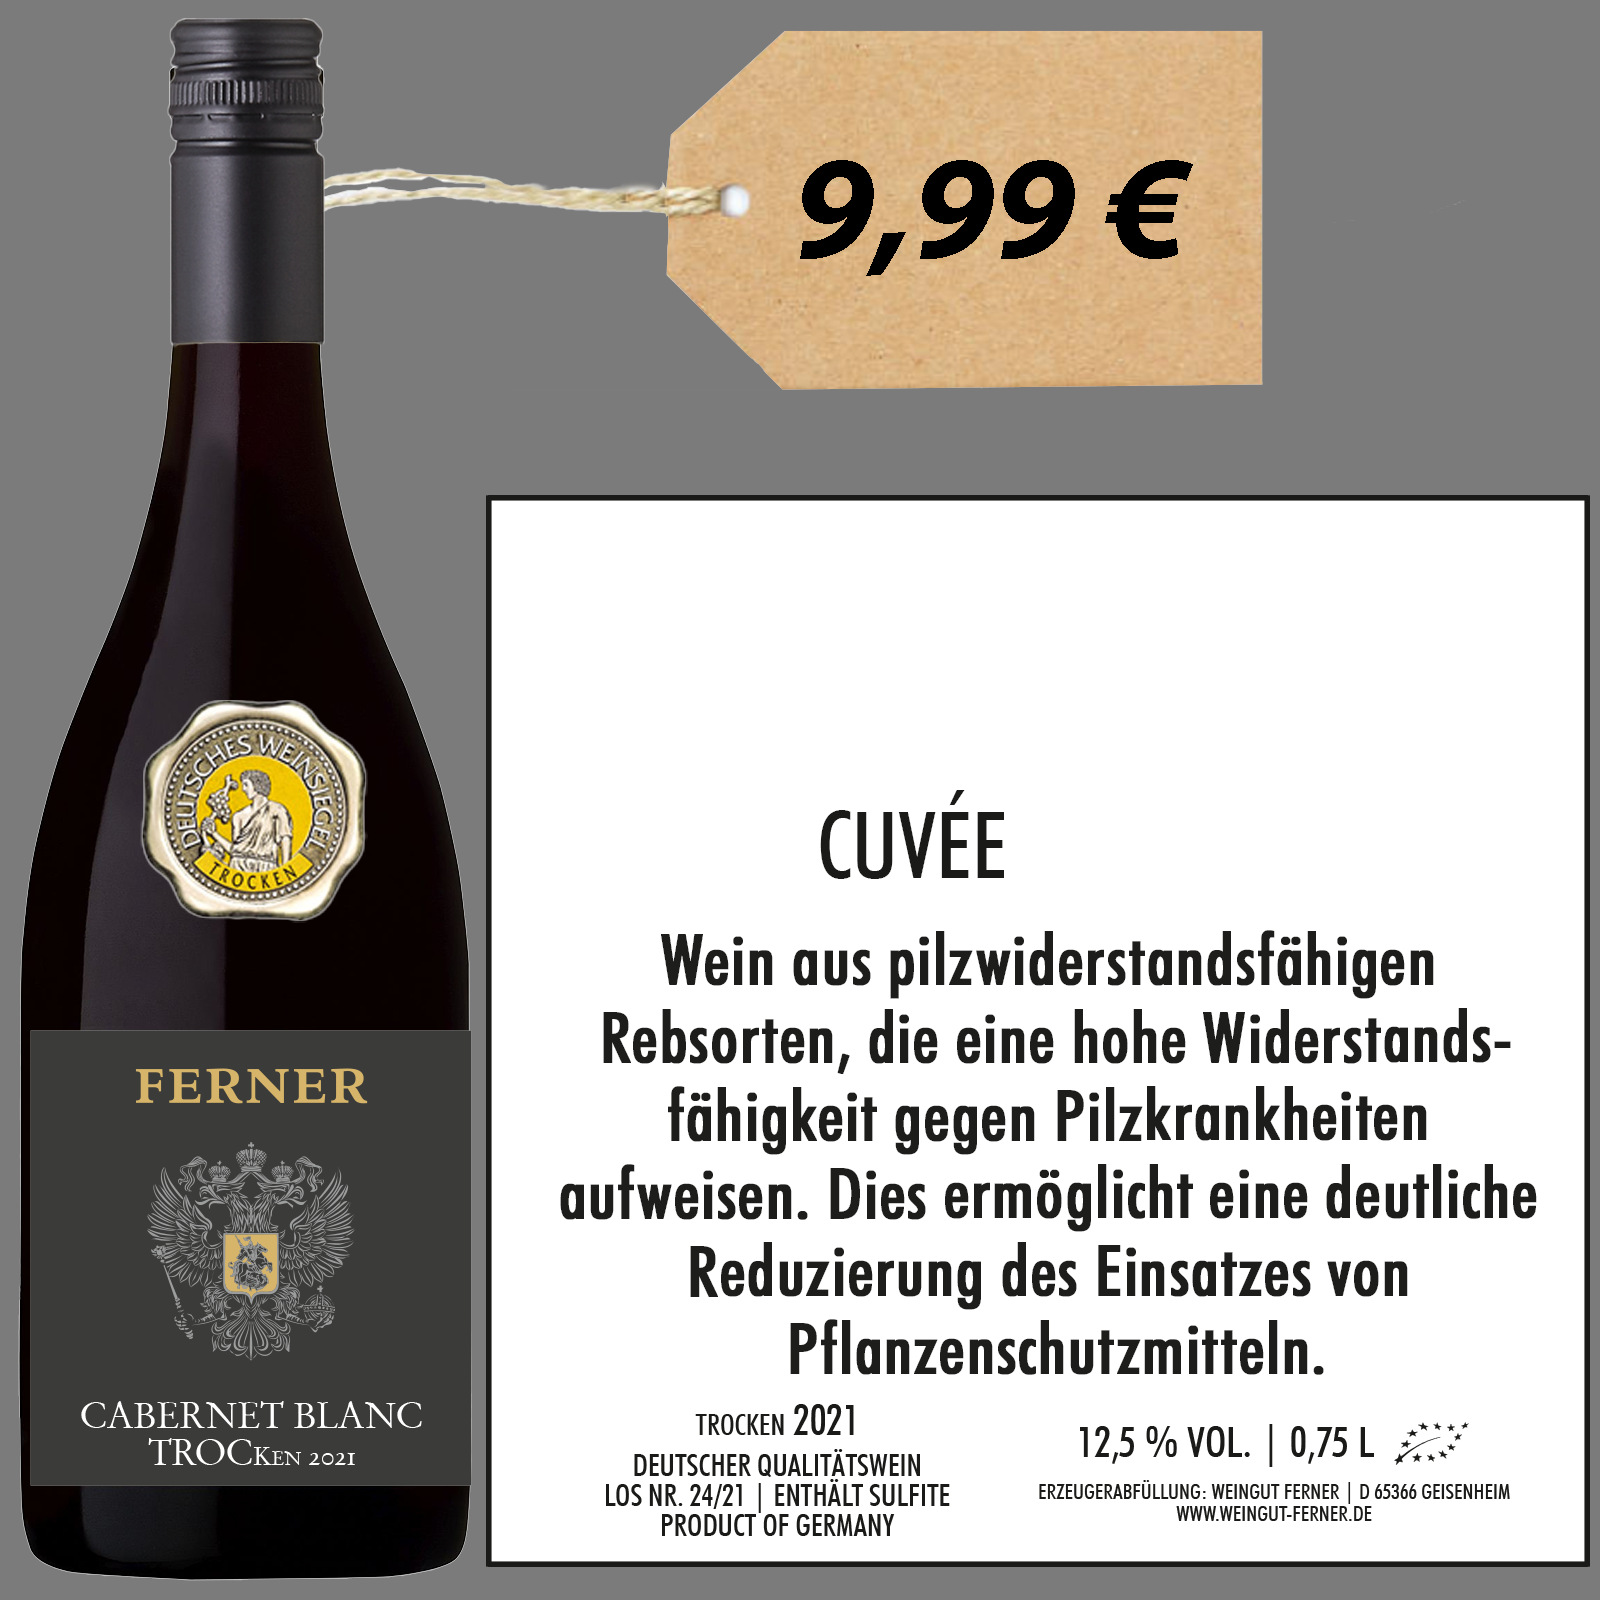 9,99 €
DEUTSCHES WEINSIEGEL
TROCKEN
FERNER
CABERNET BLANC
TROCKEN 2021
CUVÉE
Wein aus pilzwiderstandsfähigen
Rebsorten, die eine hohe Widerstands-
fähigkeit gegen Pilzkrankheiten
aufweisen. Dies ermöglicht eine deutliche
Reduzierung des Einsatzes von
Pflanzenschutzmitteln.
TROCKEN 2021
DEUTSCHER QUALITÄTSWEIN
LOS NR. 24/21 | ENTHÄLT SULFITE
PRODUCT OF GERMANY
12,5 % VOL. | 0,75 L
ERZEUGERABFÜLLUNG: WEINGUT FERNER | D 65366 GEISENHEIM
WWW.WEINGUT-FERNER.DE